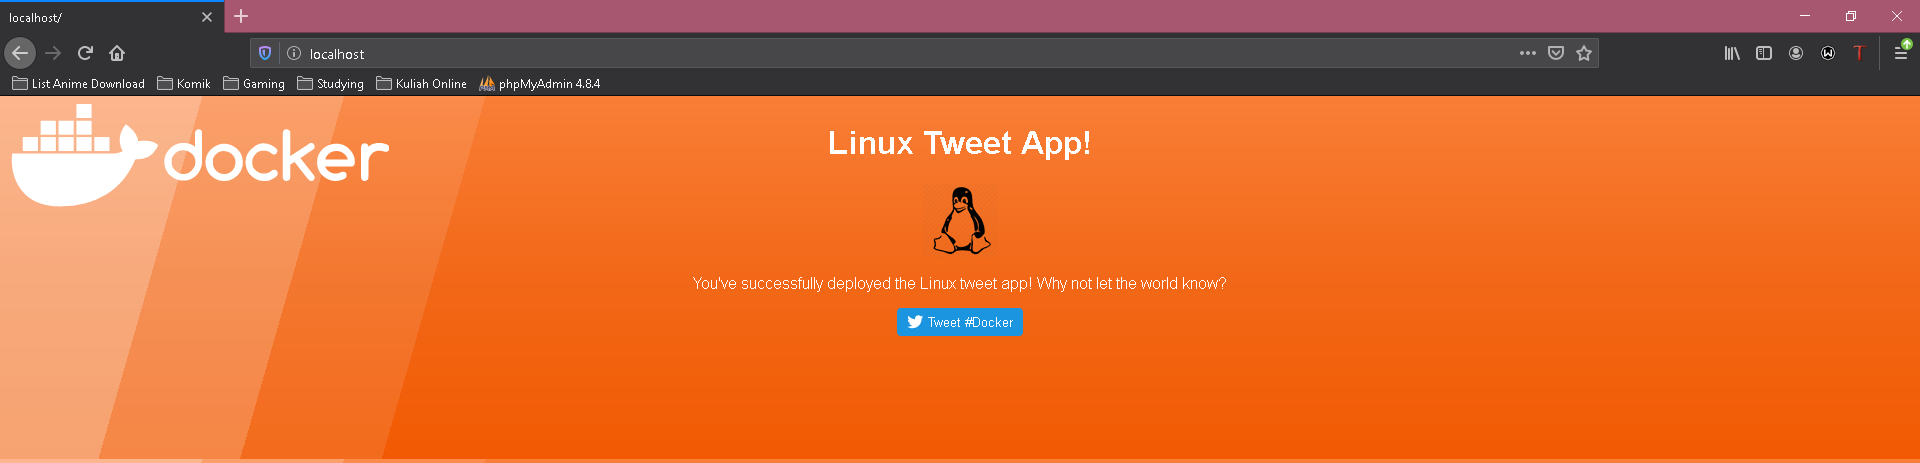 localhost/
localhost
List Anime Download Komik Gaming Studying Kuliah Online phpMyAdmin 4.8.4
docker
Linux Tweet App!
You've successfully deployed the Linux tweet app! Why not let the world know?
Tweet #Docker